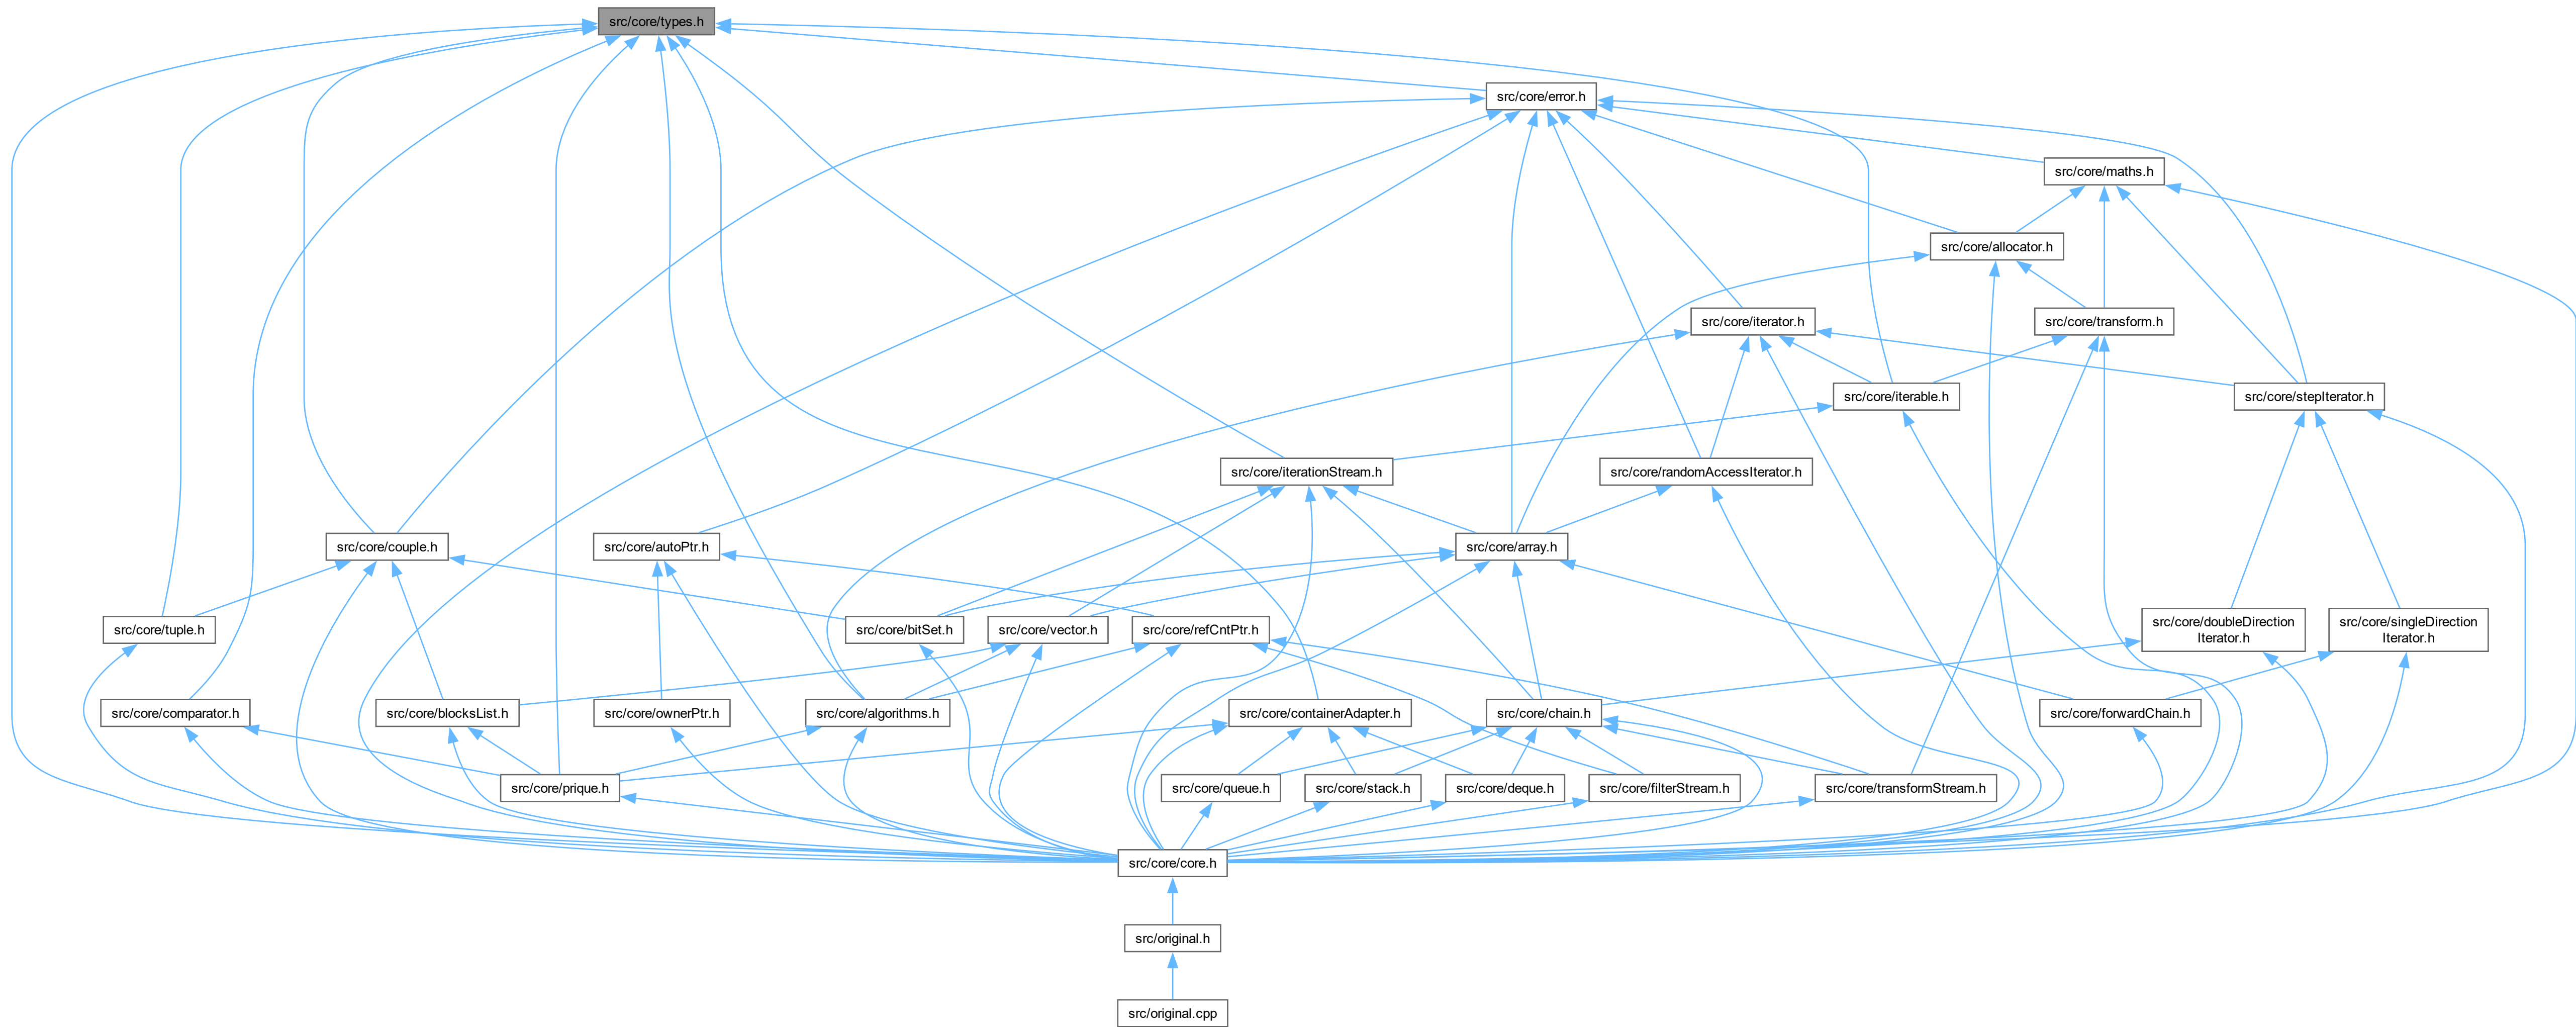 src/core/types.h
src/core/error.h
src/core/maths.h
src/core/allocator.h
src/core/iterator.h
src/core/transform.h
src/core/iterable.h
src/core/stepIterator.h
src/core/iterationStream.h
src/core/randomAccessIterator.h
src/core/couple.h
src/core/autoPtr.h
src/core/array.h
src/core/tuple.h
src/core/bitSet.h
src/core/vector.h
src/core/refCntPtr.h
src/core/doubleDirection
Iterator.h
src/core/singleDirection
Iterator.h
src/core/comparator.h
src/core/blocksList.h
src/core/ownerPtr.h
src/core/algorithms.h
src/core/containerAdapter.h
src/core/chain.h
src/core/forwardChain.h
src/core/prique.h
src/core/queue.h
src/core/stack.h
src/core/deque.h
src/core/filterStream.h
src/core/transformStream.h
src/core/core.h
src/original.h
src/original.cpp